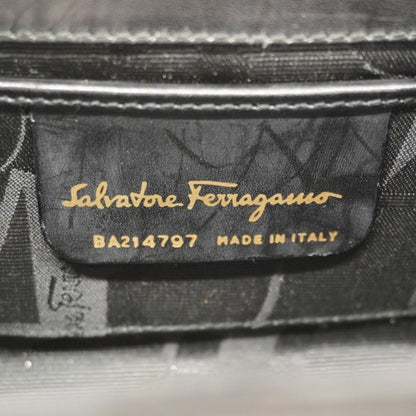 Salvatore Ferragamo
BA214797 MADE IN ITALY